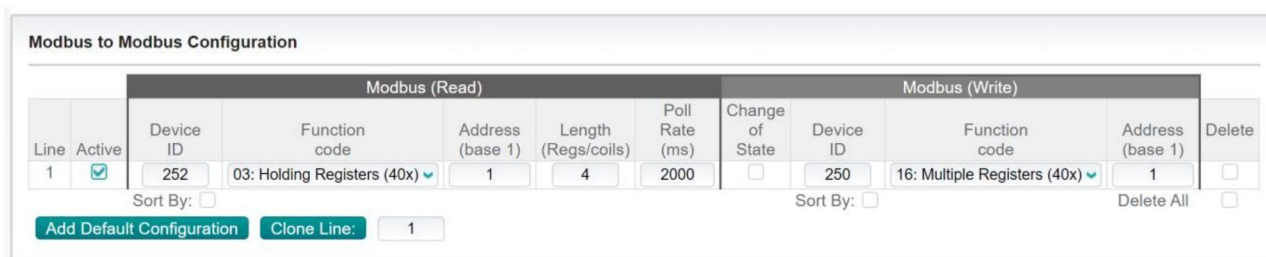 Modbus to Modbus Configuration
Modbus (Read) Modbus (Write)
Line Active Device ID Function code Address (base 1) Length (Regs/coils) Poll Rate (ms) Change of State Device ID Function code Address (base 1) Delete
1 252 03: Holding Registers (40x) 1 4 2000 250 16: Multiple Registers (40x) 1
Sort By: Sort By: Delete All
Add Default Configuration Clone Line: 1